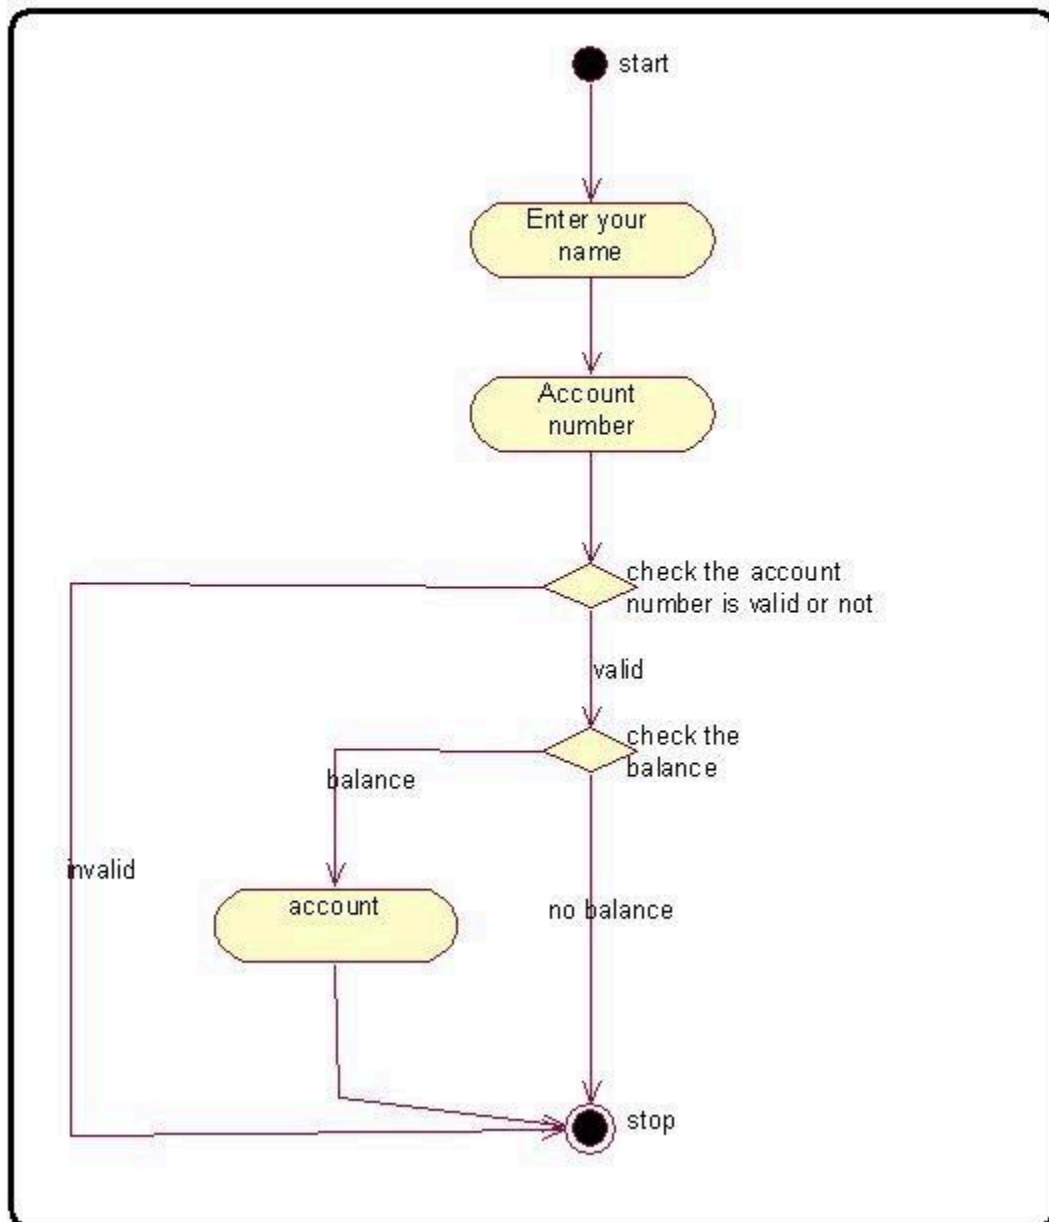 start
Enter your
name
Account
number
check the account
number is valid or not
valid
check the
balance
balance
invalid
account
no balance
stop